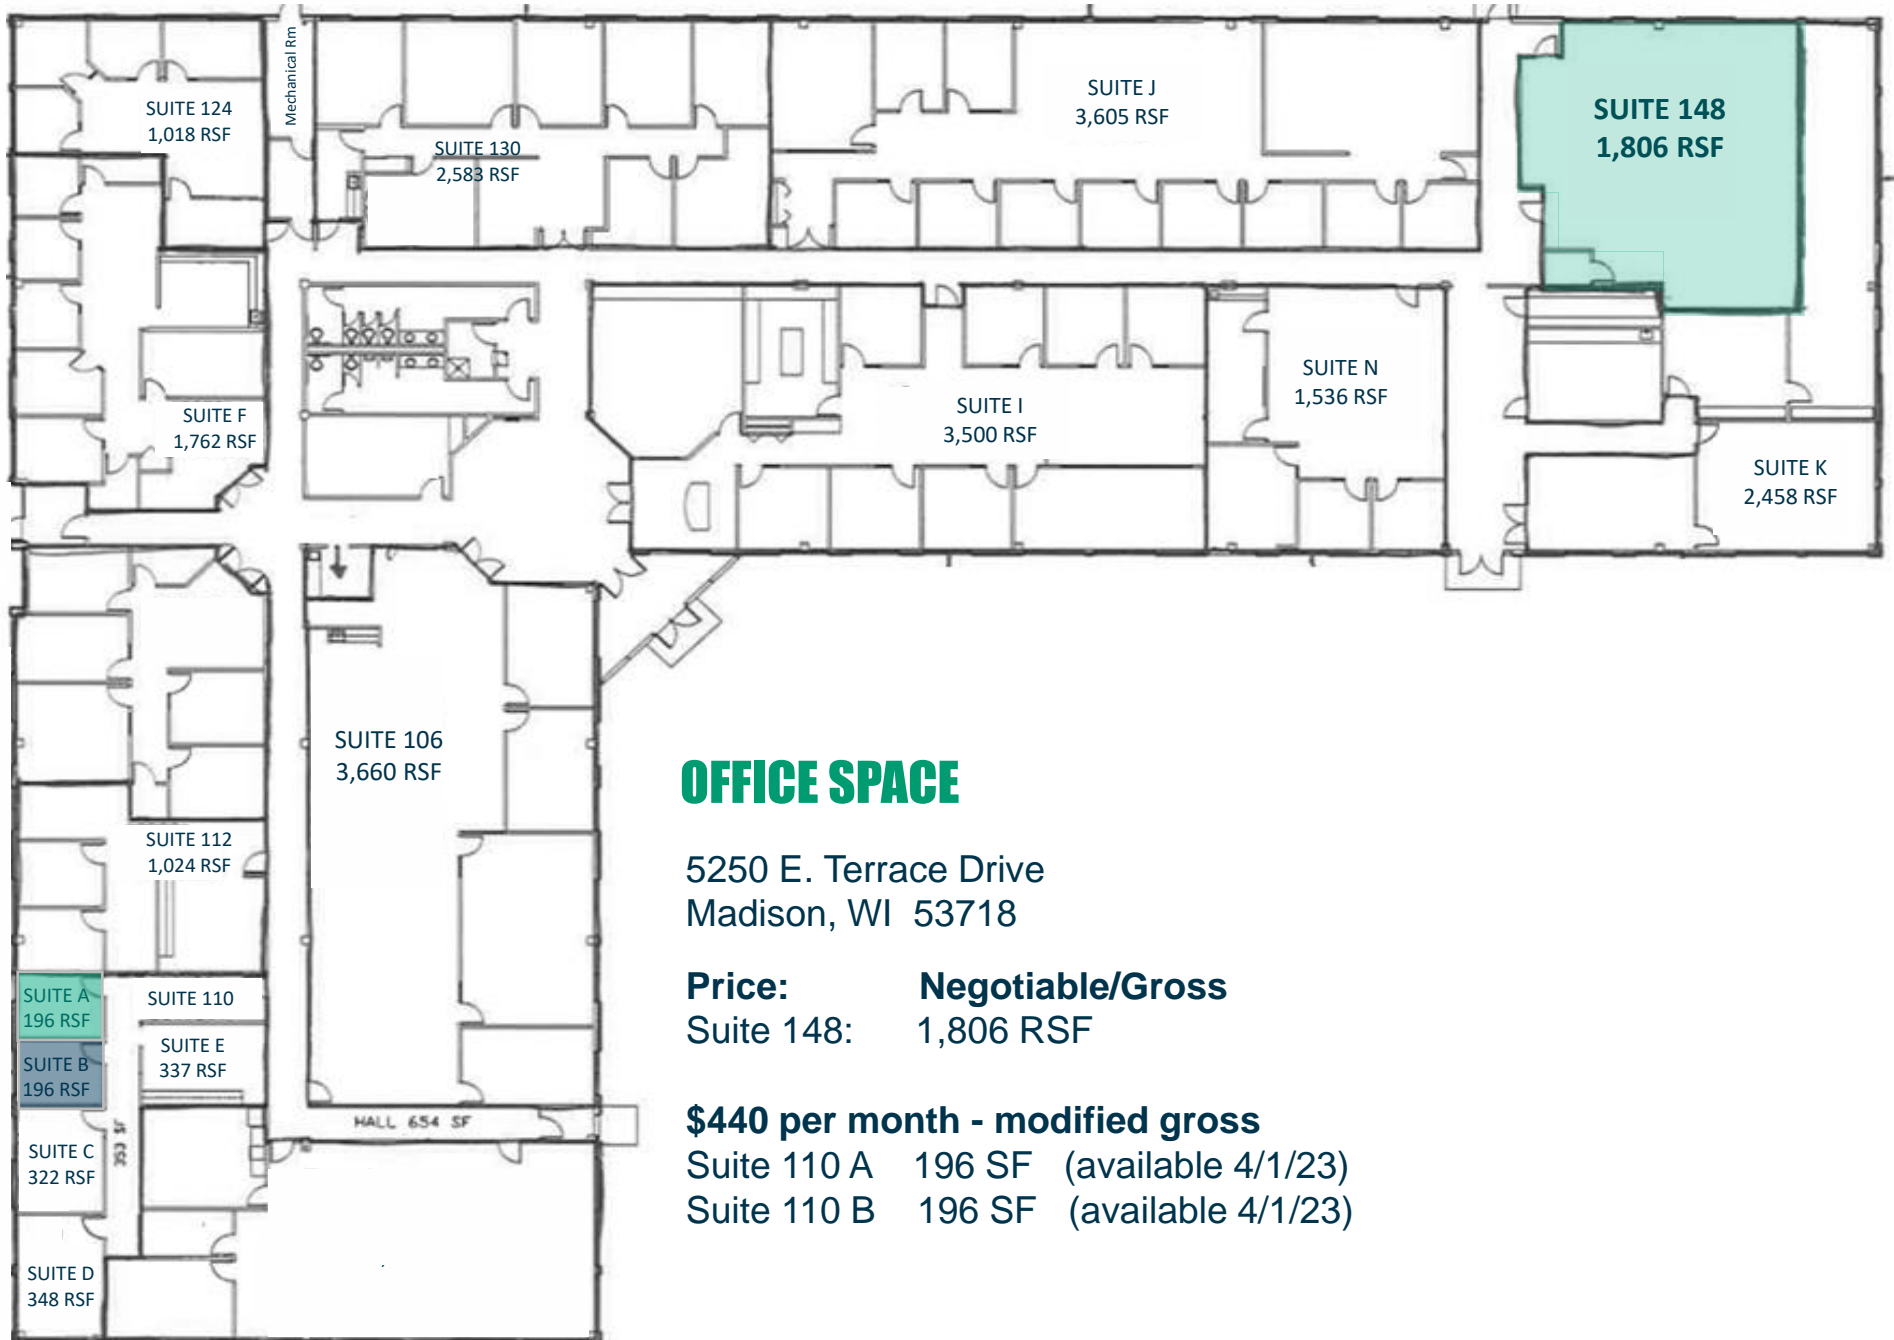 Mechanical Rm
SUITE 124
1,018 RSF
SUITE 130
2,583 RSF
SUITE J
3,605 RSF
SUITE 148
1,806 RSF
SUITE F
1,762 RSF
SUITE I
3,500 RSF
SUITE N
1,536 RSF
SUITE K
2,458 RSF
SUITE 106
3,660 RSF
SUITE 112
1,024 RSF
SUITE A
196 RSF
SUITE 110
SUITE B
196 RSF
SUITE E
337 RSF
SUITE C
322 RSF
353 SF
HALL 654 SF
SUITE D
348 RSF
OFFICE SPACE
5250 E. Terrace Drive
Madison, WI 53718
Price: Negotiable/Gross
Suite 148: 1,806 RSF
$440 per month - modified gross
Suite 110 A 196 SF (available 4/1/23)
Suite 110 B 196 SF (available 4/1/23)